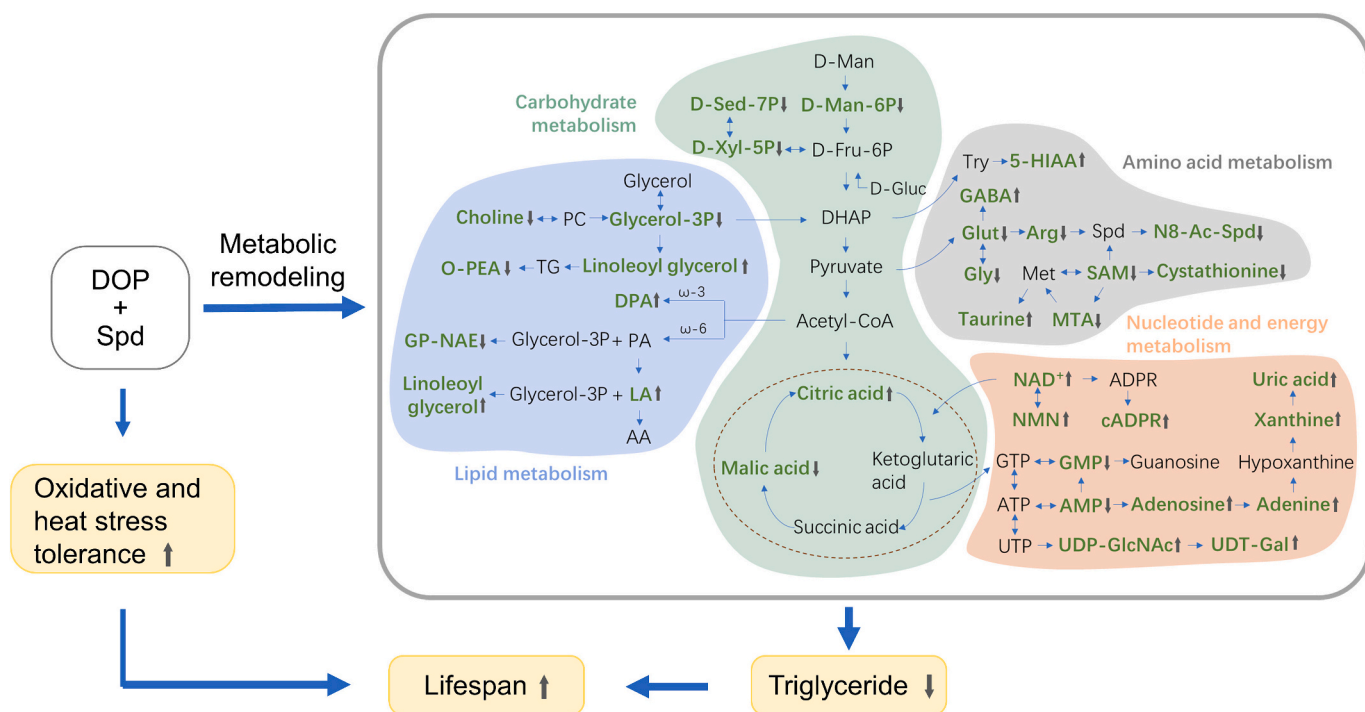 DOP
+
Spd
Metabolic
remodeling
Oxidative and
heat stress
tolerance ↑
Lifespan ↑
Triglyceride ↓
Carbohydrate
metabolism
D-Man
D-Sed-7P↓
D-Man-6P↓
D-Xyl-5P↓
D-Fru-6P
D-Gluc
DHAP
Pyruvate
Acetyl-CoA
Citric acid↑
Ketoglutaric
acid
Succinic acid
Malic acid↓
Glycerol
Choline↓
PC
Glycerol-3P↓
O-PEA↓
TG
Linoleoyl glycerol↑
DPA↑
ω-3
ω-6
GP-NAE↓
Glycerol-3P + PA
Linoleoyl
glycerol↑
Glycerol-3P + LA↑
AA
Lipid metabolism
Amino acid metabolism
Try
5-HIAA↑
GABA↑
Glut↓
Arg↓
Spd
N8-Ac-Spd↓
Gly↓
Met
SAM↓
Cystathionine↓
Taurine↑
MTA↓
Nucleotide and energy
metabolism
NAD⁺↑
ADPR
Uric acid↑
NMN↑
cADPR↑
Xanthine↑
GTP
GMP↓
Guanosine
Hypoxanthine
ATP
AMP↓
Adenosine↑
Adenine↑
UTP
UDP-GlcNAc↑
UDT-Gal↑